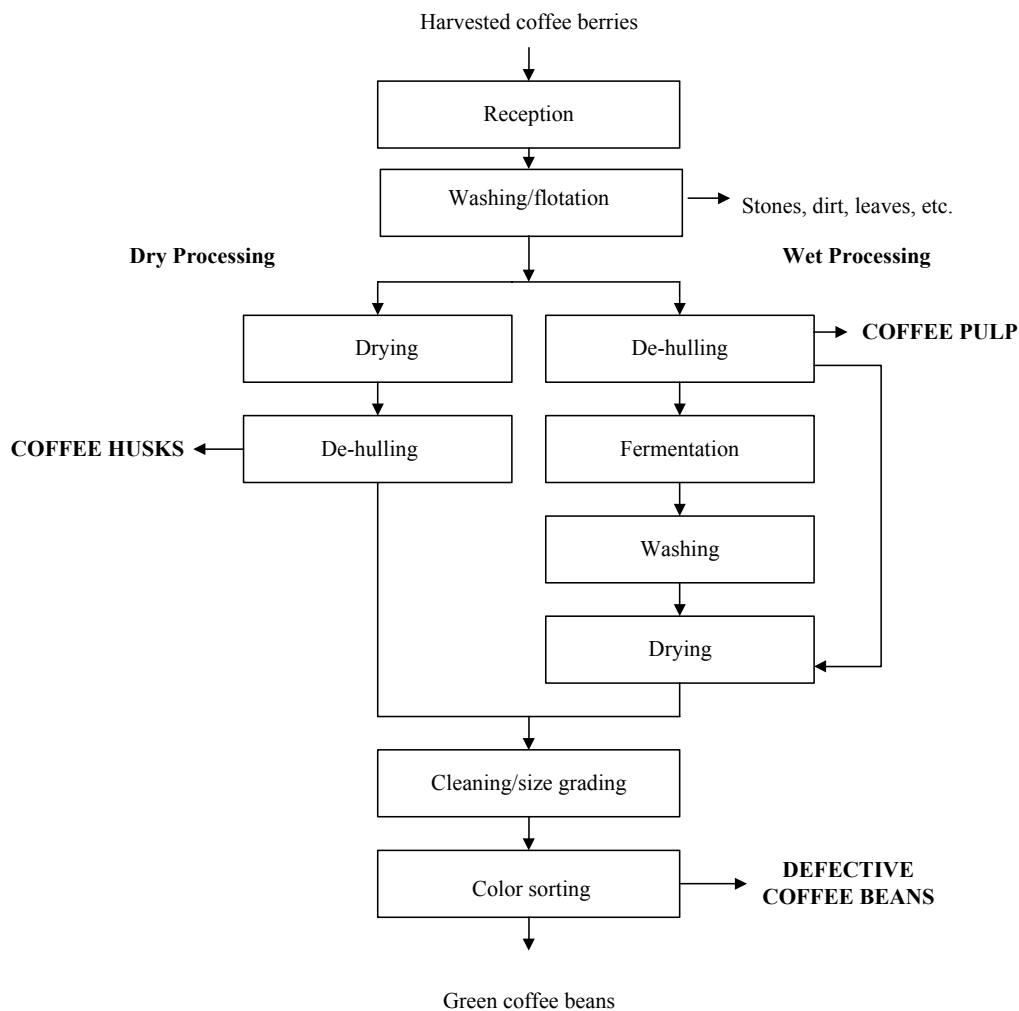 Harvested coffee berries
Reception
Washing/flotation
Stones, dirt, leaves, etc.
Dry Processing
Wet Processing
Drying
De-hulling
COFFEE PULP
COFFEE HUSKS
De-hulling
Fermentation
Washing
Drying
Cleaning/size grading
Color sorting
DEFECTIVE
COFFEE BEANS
Green coffee beans